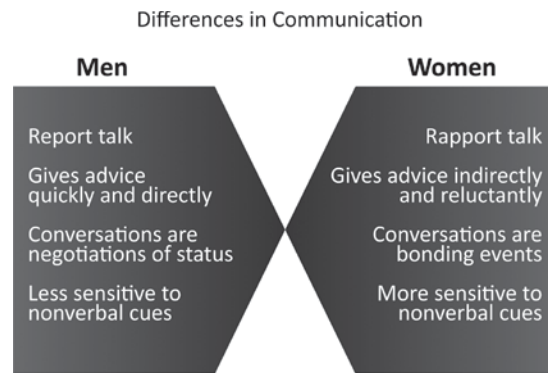 Differences in Communication
Men
Report talk
Gives advice
quickly and directly
Conversations are
negotiations of status
Less sensitive to
nonverbal cues
Women
Rapport talk
Gives advice indirectly
and reluctantly
Conversations are
bonding events
More sensitive to
nonverbal cues